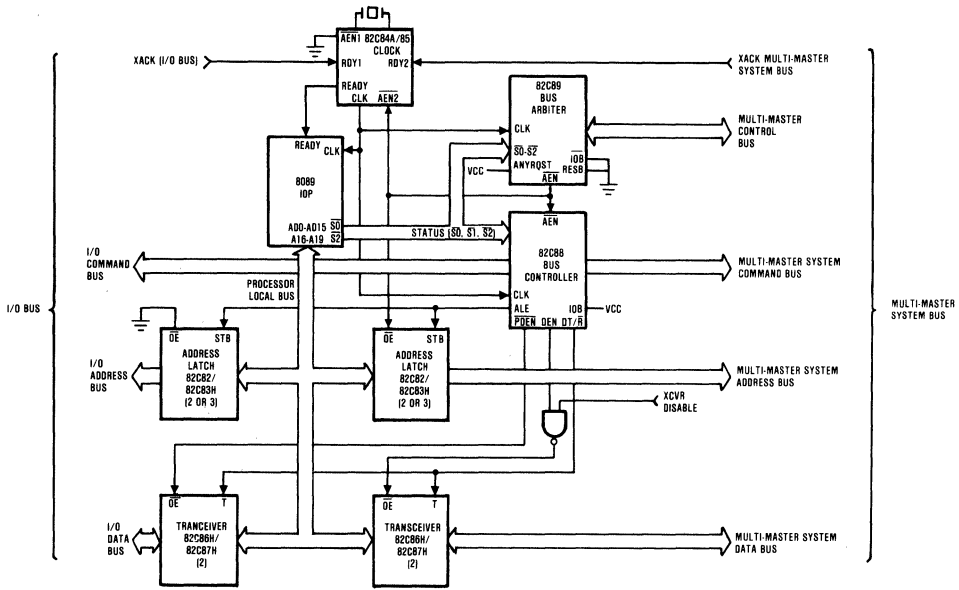 AEN1 82C84A/85
CLOCK
RDY1 RDY2
READY
CLK AEN2
XACK (I/O BUS)
XACK MULTI-MASTER
SYSTEM BUS
82C89
BUS
ARBITER
CLK
S0-S2
VCC
ANYRQST
IOB
RESB
AEN
MULTI-MASTER
CONTROL
BUS
READY
CLK
8089
IOP
AD0-AD15 S0
A16-A19 S2
STATUS (S0, S1, S2)
AEN
82C88
BUS
CONTROLLER
CLK
ALE IOB
VCC
PDEN DEN DT/R
I/O
COMMAND
BUS
PROCESSOR
LOCAL BUS
MULTI-MASTER SYSTEM
COMMAND BUS
I/O BUS
MULTI-MASTER
SYSTEM BUS
OE STB
ADDRESS
LATCH
82C82/
82C83H
(2 OR 3)
OE STB
ADDRESS
LATCH
82C82/
82C83H
(2 OR 3)
I/O
ADDRESS
BUS
MULTI-MASTER SYSTEM
ADDRESS BUS
XCVR
DISABLE
OE T
TRANCEIVER
82C86H/
82C87H
(2)
OE T
TRANSCEIVER
82C86H/
82C87H
(2)
I/O
DATA
BUS
MULTI-MASTER SYSTEM
DATA BUS